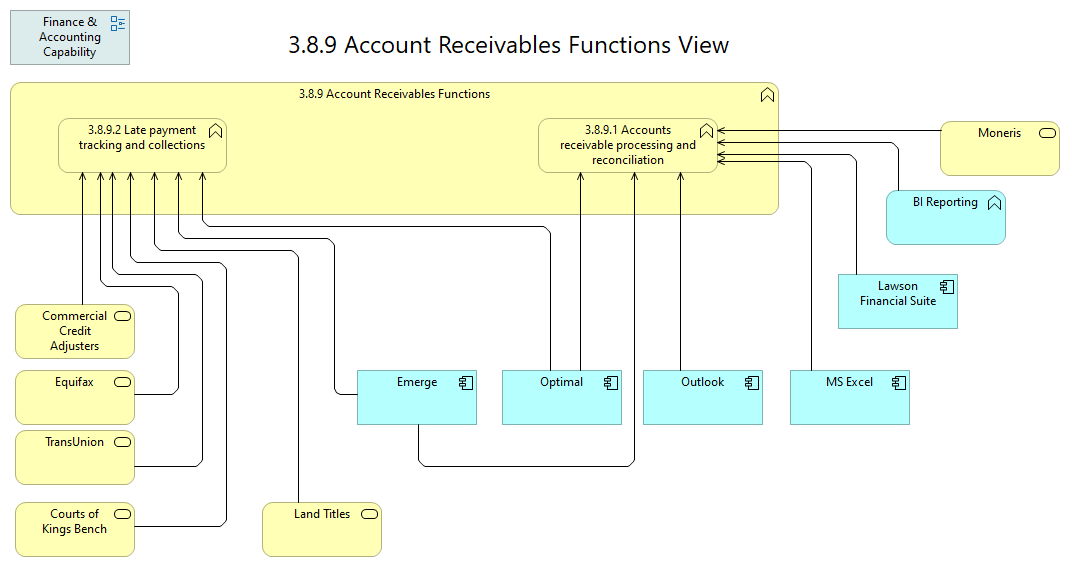 Finance &
Accounting
Capability
3.8.9 Account Receivables Functions View
3.8.9 Account Receivables Functions
3.8.9.2 Late payment
tracking and collections
3.8.9.1 Accounts
receivable processing and
reconciliation
Moneris
BI Reporting
Lawson
Financial Suite
Commercial
Credit
Adjusters
Equifax
Emerge
Optimal
Outlook
MS Excel
TransUnion
Courts of
Kings Bench
Land Titles